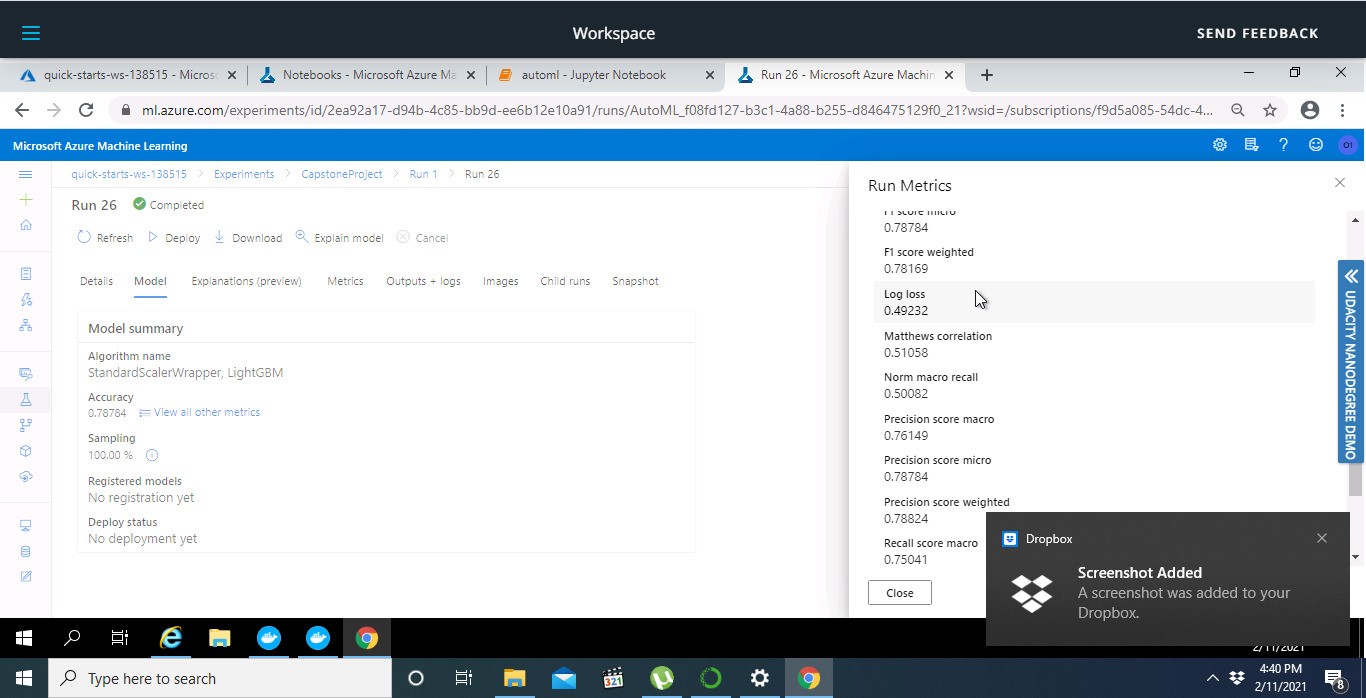 Workspace
SEND FEEDBACK
quick-starts-ws-138515 - Micros
Notebooks - Microsoft Azure Ma
automl - Jupyter Notebook
Run 26 - Microsoft Azure Machin
ml.azure.com/experiments/id/2ea92a17-d94b-4c85-bb9d-ee6b12e10a91/runs/AutoML_f08fd127-b3c1-4a88-b255-d846475129f0_21?wsid=/subscriptions/f9d5a085-54dc-4...
Microsoft Azure Machine Learning
quick-starts-ws-138515 > Experiments > CapstoneProject > Run 1 > Run 26
Run 26 Completed
Refresh Deploy Download Explain model Cancel
Details Model Explanations (preview) Metrics Outputs + logs Images Child runs Snapshot
Model summary
Algorithm name
StandardScalerWrapper, LightGBM
Accuracy
0.78784 View all other metrics
Sampling
100.00 %
Registered models
No registration yet
Deploy status
No deployment yet
Run Metrics
F1 score micro
0.78784
F1 score weighted
0.78169
Log loss
0.49232
Matthews correlation
0.51058
Norm macro recall
0.50082
Precision score macro
0.76149
Precision score micro
0.78784
Precision score weighted
0.78824
Recall score macro
0.75041
Close
UDACITY NANODEGREE DEMO
Dropbox
Screenshot Added
A screenshot was added to your
Dropbox.
2/11/2021
Type here to search
321
4:40 PM
2/11/2021
8